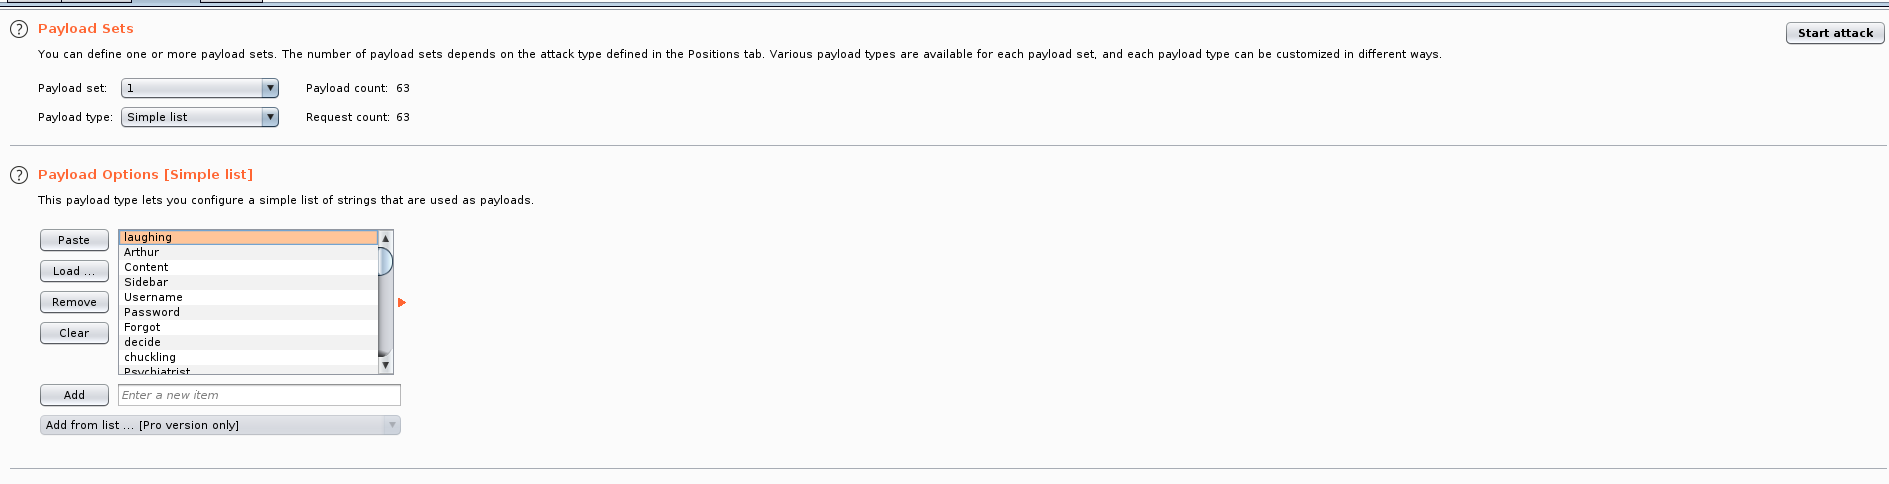 Payload Sets
Start attack
You can define one or more payload sets. The number of payload sets depends on the attack type defined in the Positions tab. Various payload types are available for each payload set, and each payload type can be customized in different ways.
Payload set: 1 Payload count: 63
Payload type: Simple list Request count: 63
Payload Options [Simple list]
This payload type lets you configure a simple list of strings that are used as payloads.
Paste
Load ...
Remove
Clear
laughing
Arthur
Content
Sidebar
Username
Password
Forgot
decide
chuckling
Psychiatrist
Add Enter a new item
Add from list ... [Pro version only]